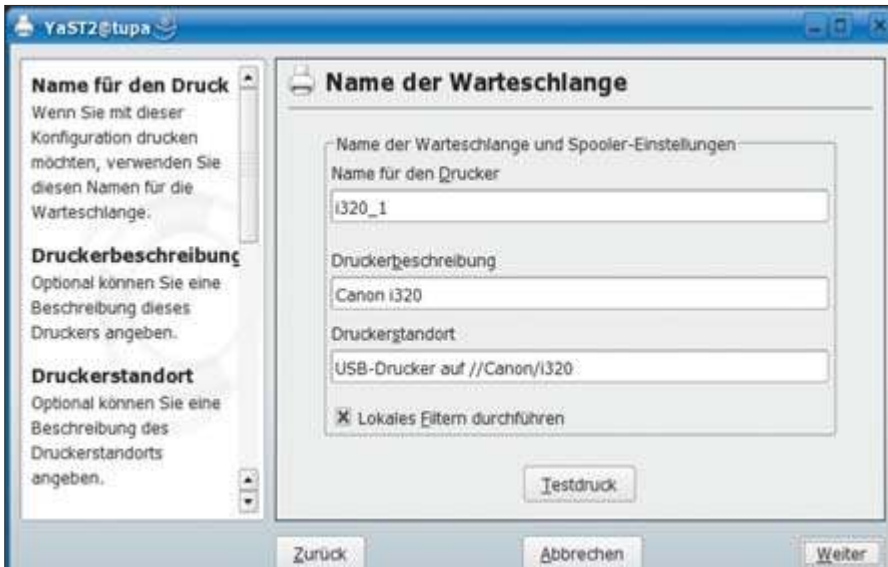 YaST2@tupa
Name für den Druck
Wenn Sie mit dieser
Konfiguration drucken
möchten, verwenden Sie
diesen Namen für die
Warteschlange.
Druckerbeschreibung
Optional können Sie eine
Beschreibung dieses
Druckers angeben.
Druckerstandort
Optional können Sie eine
Beschreibung des
Druckerstandorts
angeben.
Name der Warteschlange
Name der Warteschlange und Spooler-Einstellungen
Name für den Drucker
i320_1
Druckerbeschreibung
Canon i320
Druckerstandort
USB-Drucker auf //Canon/i320
Lokales Filtern durchführen
Testdruck
Zurück
Abbrechen
Weiter